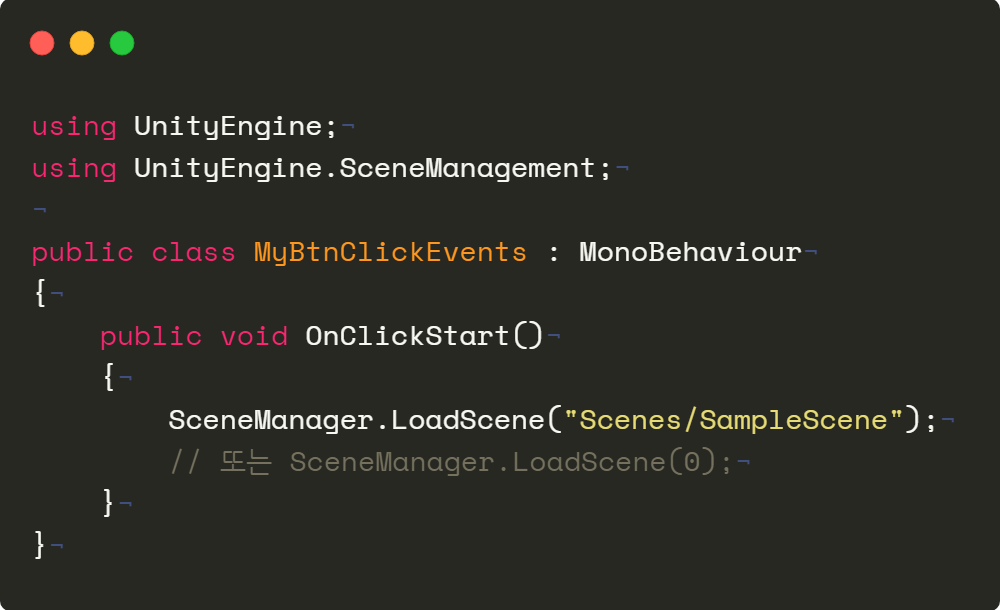 using UnityEngine;¬
using UnityEngine.SceneManagement;¬
¬
public class MyBtnClickEvents : MonoBehaviour¬
{¬
    public void OnClickStart()¬
    {¬
        SceneManager.LoadScene("Scenes/SampleScene");¬
        // 또는 SceneManager.LoadScene(0);¬
    }¬
}¬